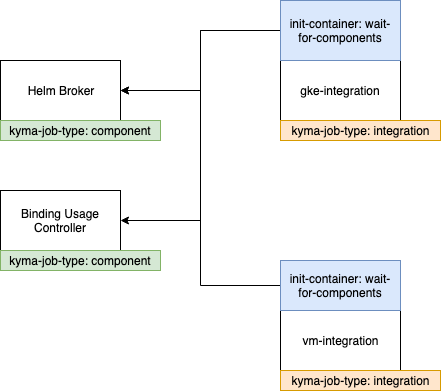 init-container: wait-
for-components
Helm Broker
gke-integration
kyma-job-type: component
kyma-job-type: integration
Binding Usage
Controller
kyma-job-type: component
init-container: wait-
for-components
vm-integration
kyma-job-type: integration